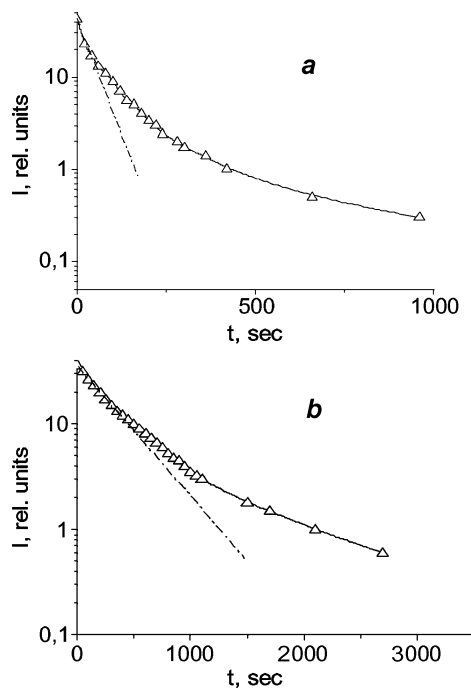 a
10
1
0,1
I, rel. units
0
500
1000
t, sec
b
10
1
0,1
I, rel. units
0
1000
2000
3000
t, sec